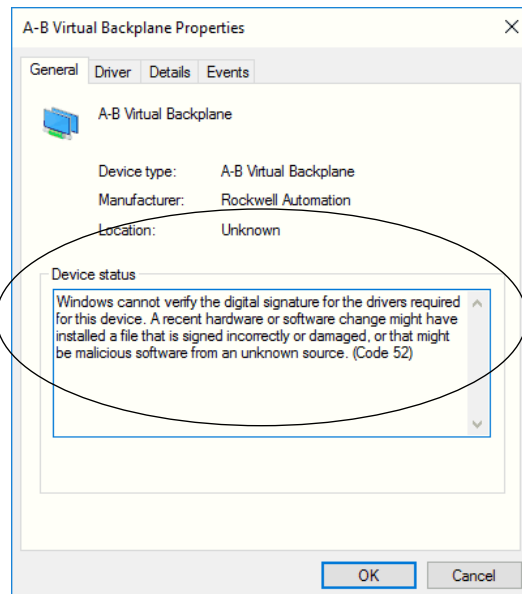 A-B Virtual Backplane Properties
General Driver Details Events
A-B Virtual Backplane
Device type: A-B Virtual Backplane
Manufacturer: Rockwell Automation
Location: Unknown
Device status
Windows cannot verify the digital signature for the drivers required
for this device. A recent hardware or software change might have
installed a file that is signed incorrectly or damaged, or that might
be malicious software from an unknown source. (Code 52)
OK Cancel